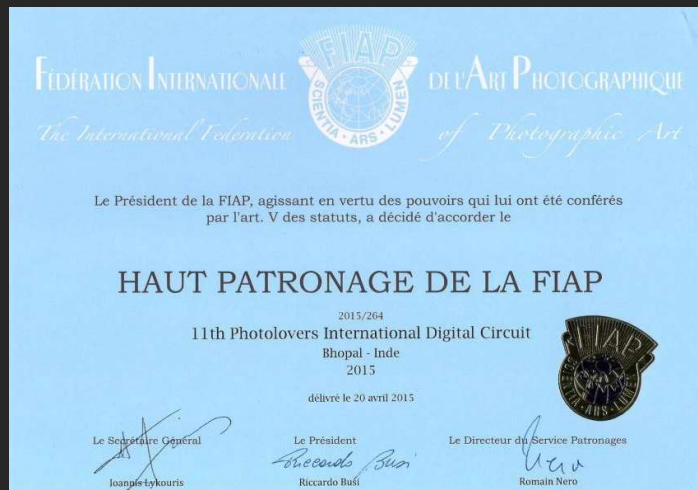 FÉDÉRATION INTERNATIONALE DE L'ART PHOTOGRAPHIQUE
FIAP
SCIENTIA · ARS · LUMEN
The International Federation of Photographic Art
Le Président de la FIAP, agissant en vertu des pouvoirs qui lui ont été conférés
par l'art. V des statuts, a décidé d'accorder le
HAUT PATRONAGE DE LA FIAP
2015/264
11th Photolovers International Digital Circuit
Bhopal - Inde
2015
délivré le 20 avril 2015
FIAP
SCIENTIA · ARS · LUMEN
Le Secrétaire Général Le Président Le Directeur du Service Patronages
Riccardo Busi Nero
Ioannis Lykouris Riccardo Busi Romain Nero